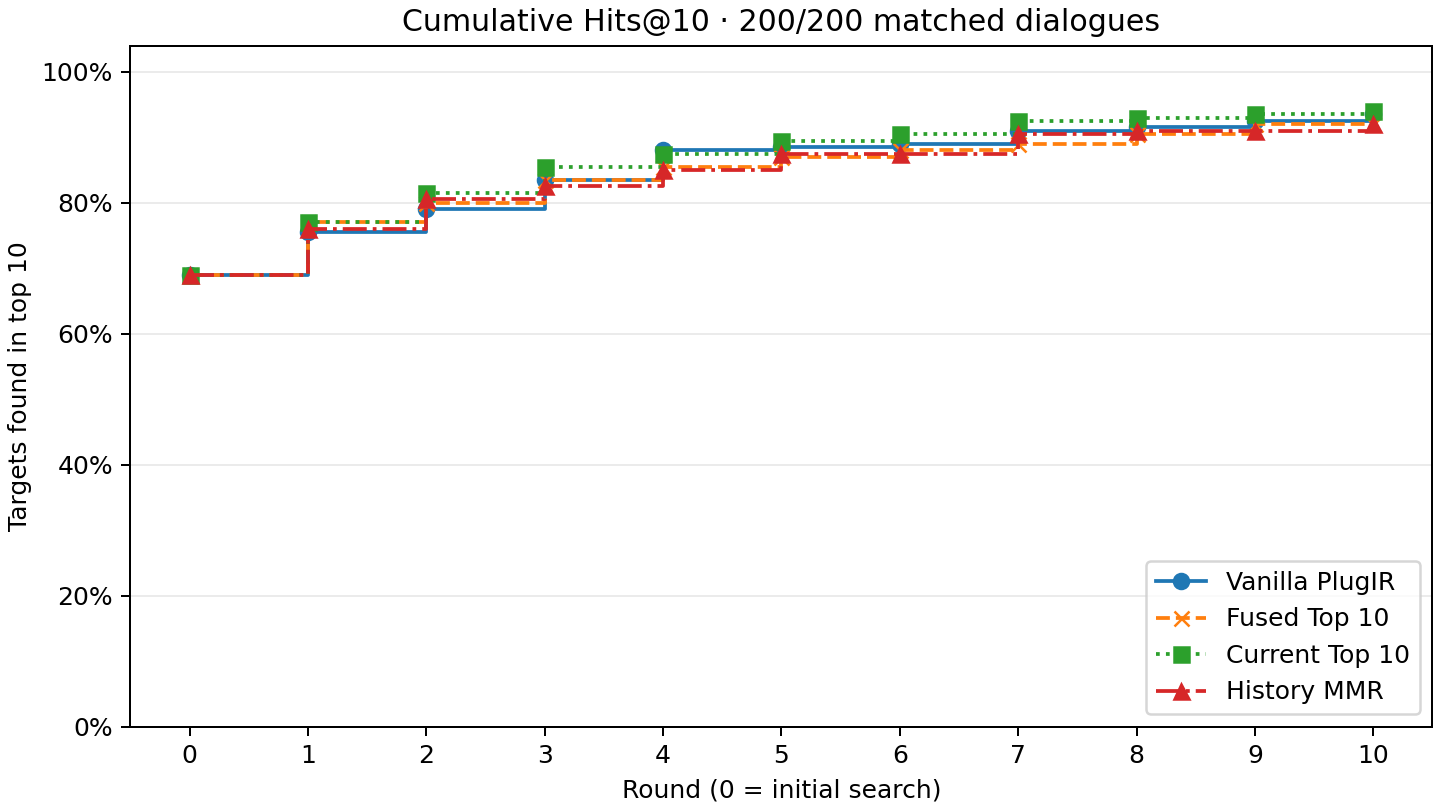 Cumulative Hits@10 · 200/200 matched dialogues
Targets found in top 10
100%
80%
60%
40%
20%
0%
Vanilla PlugIR
Fused Top 10
Current Top 10
History MMR
0 1 2 3 4 5 6 7 8 9 10
Round (0 = initial search)